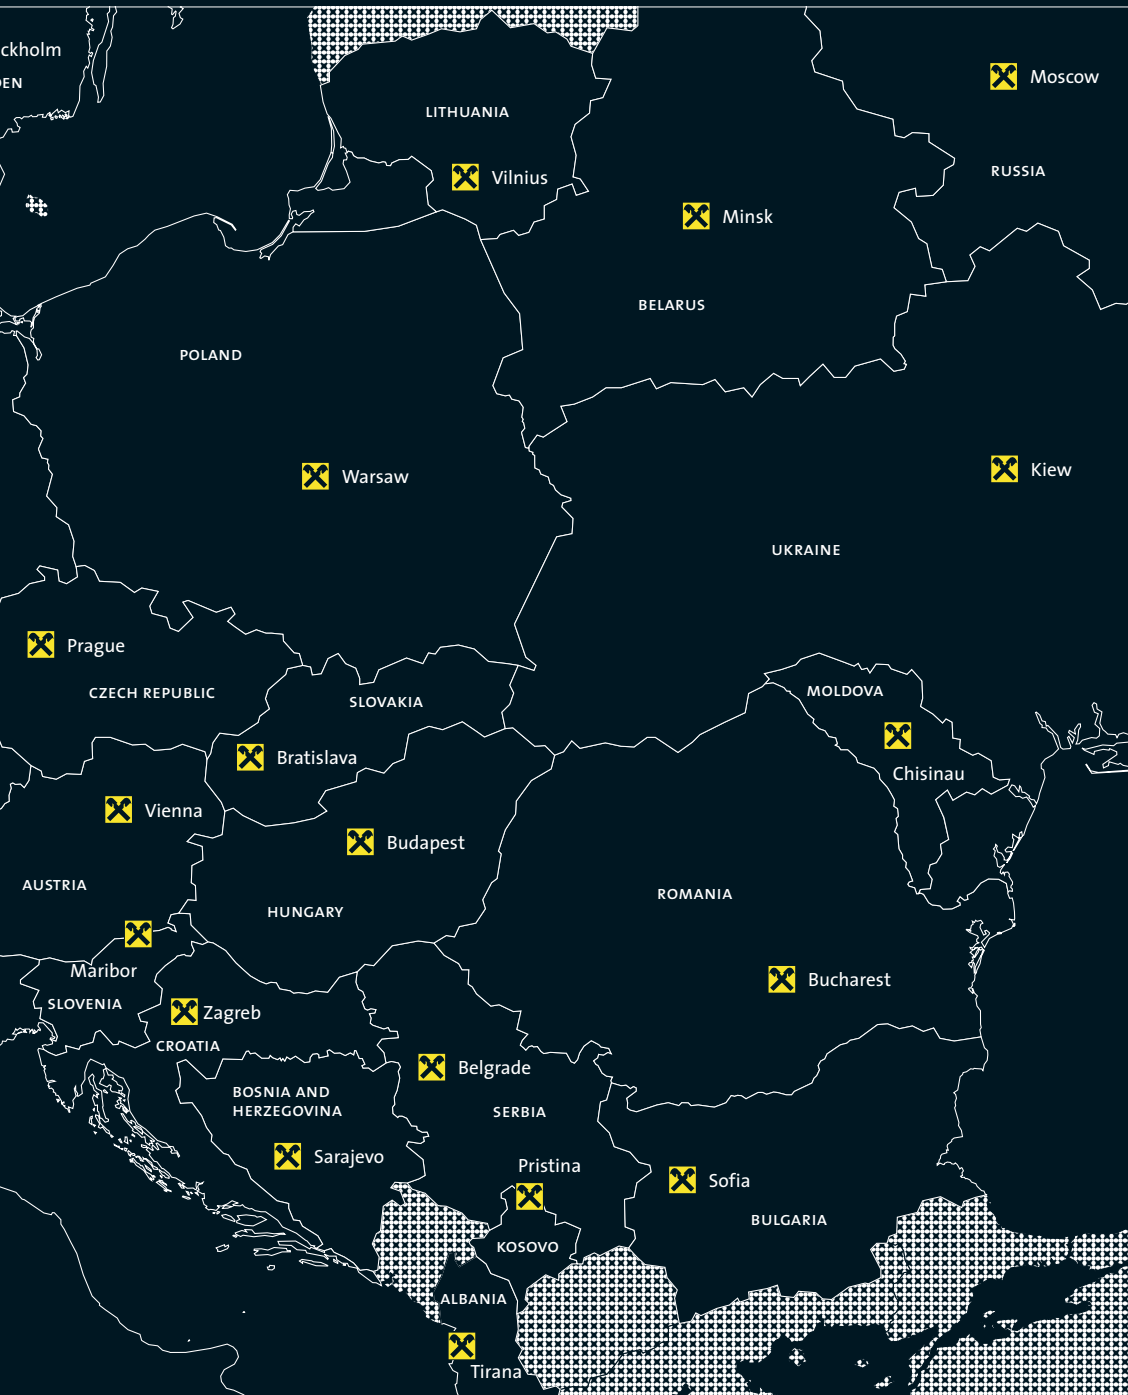 ckholm
EN
Moscow
LITHUANIA
RUSSIA
Vilnius
Minsk
BELARUS
POLAND
Warsaw
Kiew
UKRAINE
Prague
CZECH REPUBLIC
SLOVAKIA
MOLDOVA
Bratislava
Chisinau
Vienna
Budapest
AUSTRIA
ROMANIA
HUNGARY
Maribor
Bucharest
SLOVENIA
Zagreb
CROATIA
Belgrade
BOSNIA AND
HERZEGOVINA
SERBIA
Sarajevo
Pristina
Sofia
BULGARIA
KOSOVO
ALBANIA
Tirana